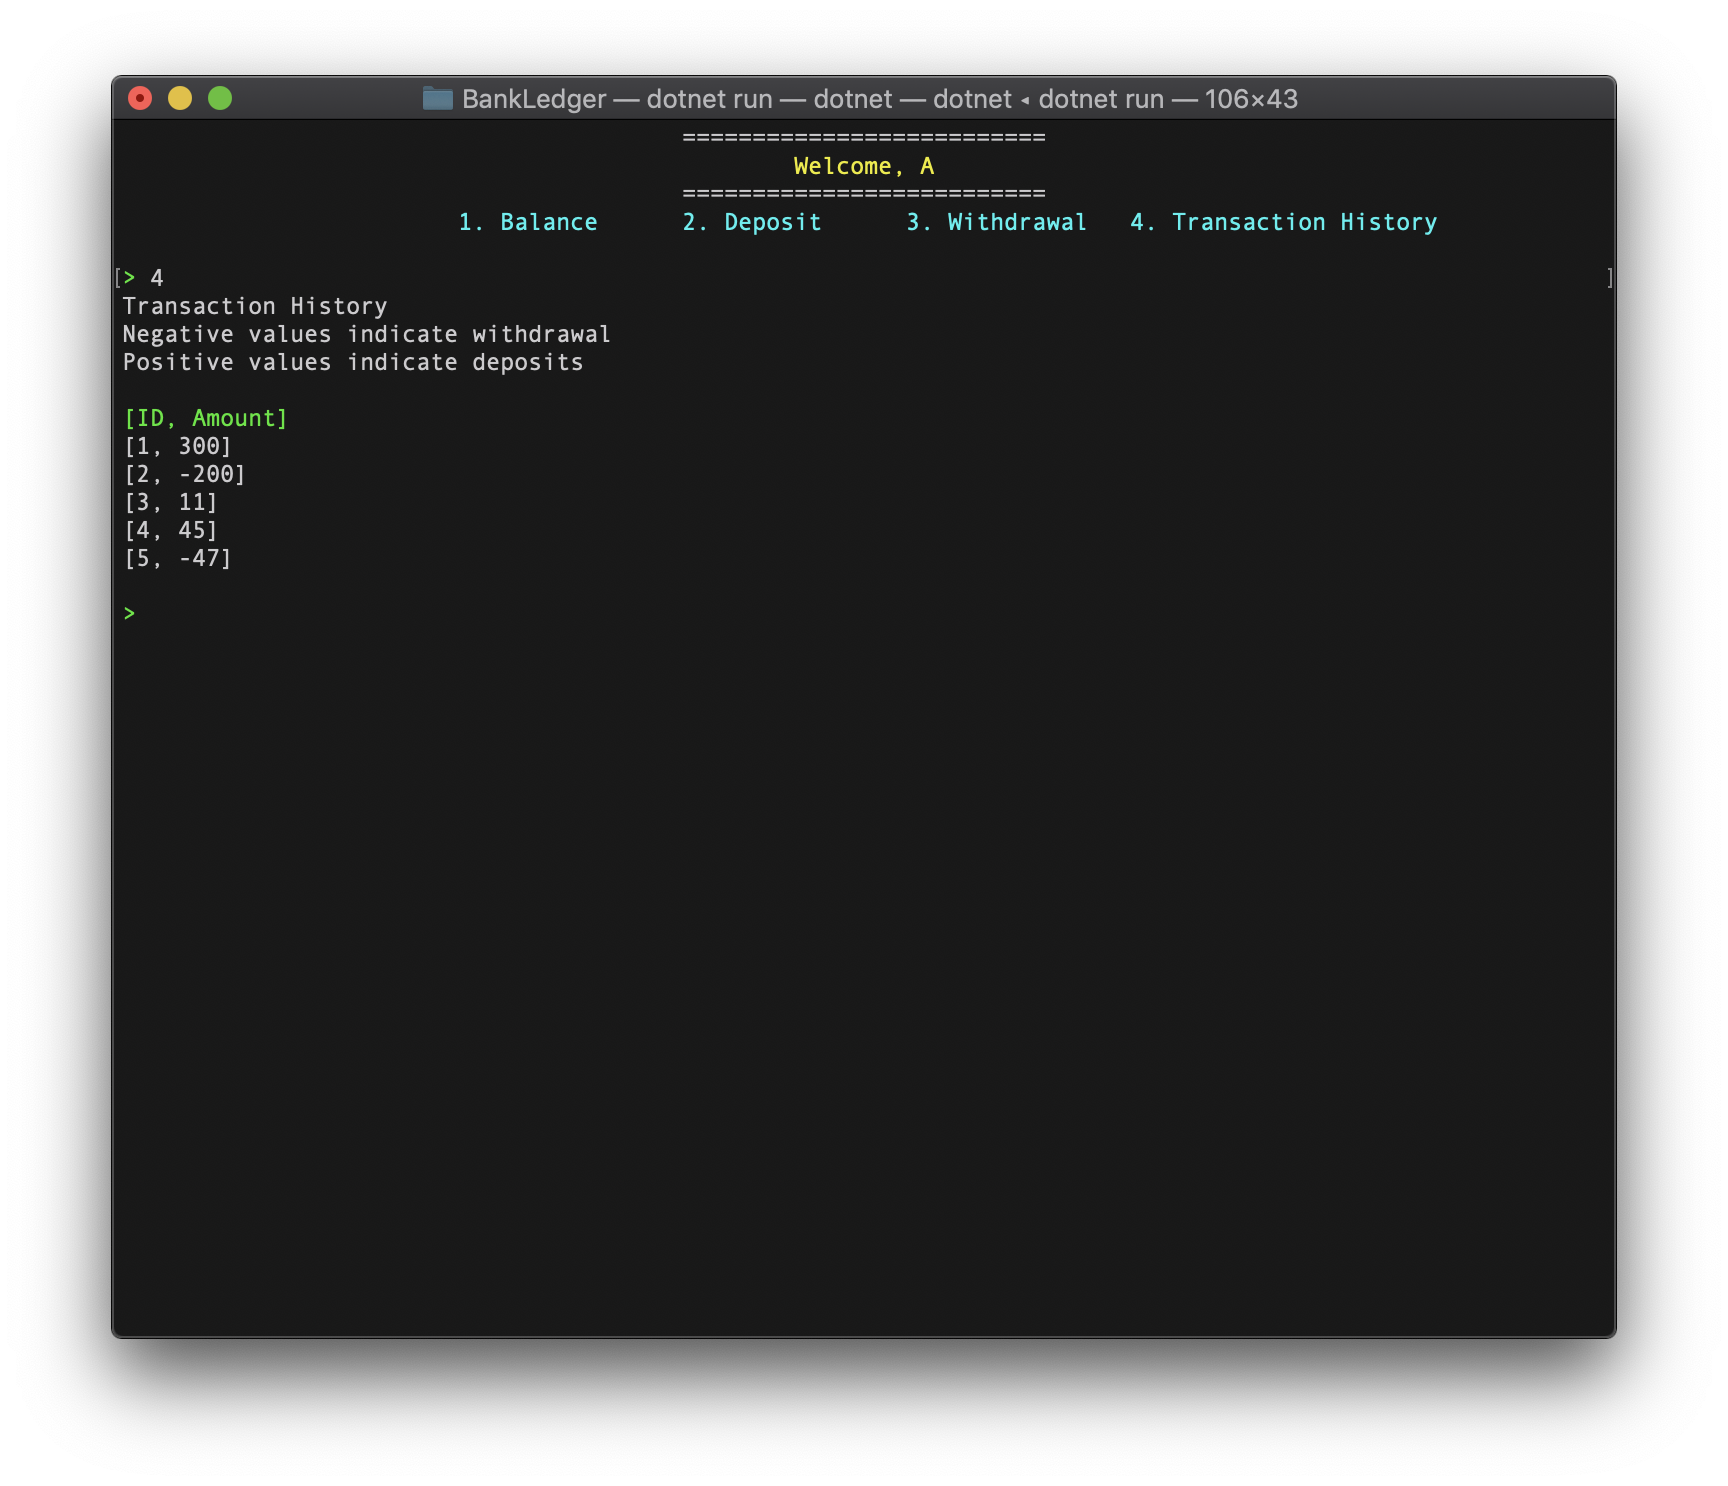 BankLedger — dotnet run — dotnet — dotnet ◂ dotnet run — 106×43
==========================
Welcome, A
==========================
1. Balance 2. Deposit 3. Withdrawal 4. Transaction History
[> 4 ]
Transaction History
Negative values indicate withdrawal
Positive values indicate deposits
[ID, Amount]
[1, 300]
[2, -200]
[3, 11]
[4, 45]
[5, -47]
>